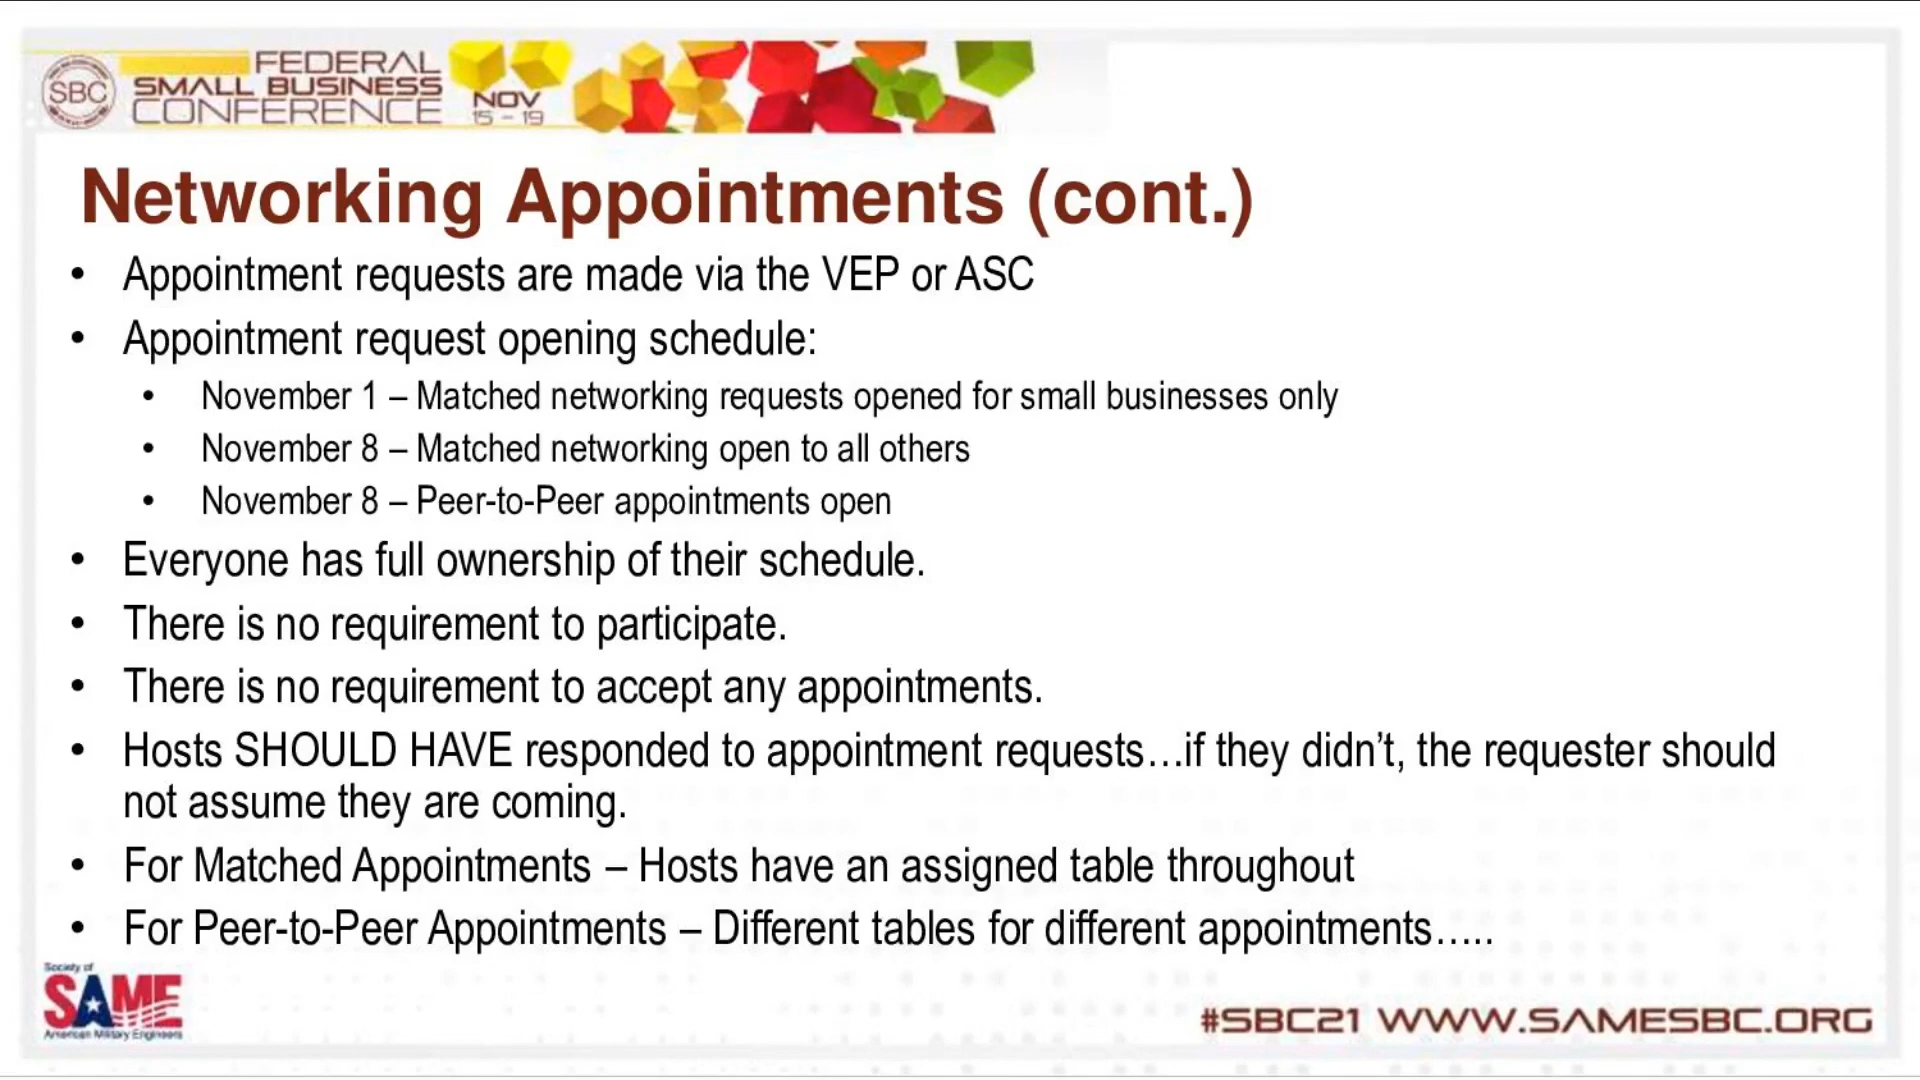 SBC
FEDERAL
SMALL BUSINESS
CONFERENCE
NOV
15 - 19
Networking Appointments (cont.)
• Appointment requests are made via the VEP or ASC
• Appointment request opening schedule:
• November 1 – Matched networking requests opened for small businesses only
• November 8 – Matched networking open to all others
• November 8 – Peer-to-Peer appointments open
• Everyone has full ownership of their schedule.
• There is no requirement to participate.
• There is no requirement to accept any appointments.
• Hosts SHOULD HAVE responded to appointment requests…if they didn’t, the requester should
not assume they are coming.
• For Matched Appointments – Hosts have an assigned table throughout
• For Peer-to-Peer Appointments – Different tables for different appointments…..
Society of
SAME
American Military Engineers
#SBC21 WWW.SAMESBC.ORG